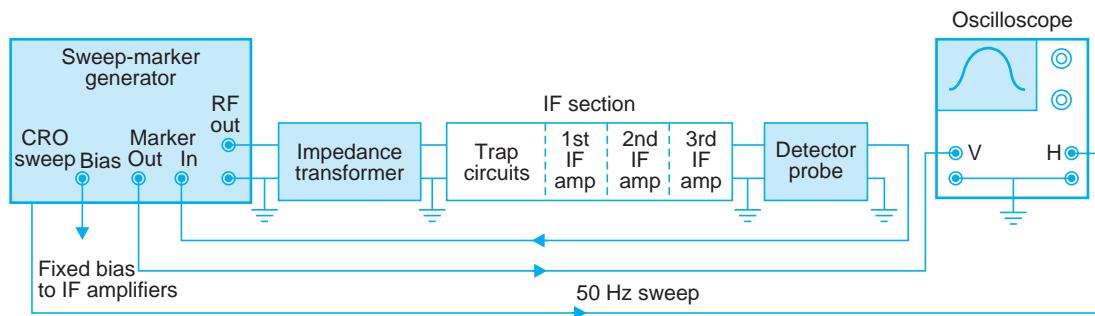 Oscilloscope
Sweep-marker
generator
RF
out
CRO
sweep
Bias
Marker
Out In
Impedance
transformer
IF section
Trap
circuits
1st
IF
amp
2nd
IF
amp
3rd
IF
amp
Detector
probe
V
H
Fixed bias
to IF amplifiers
50 Hz sweep